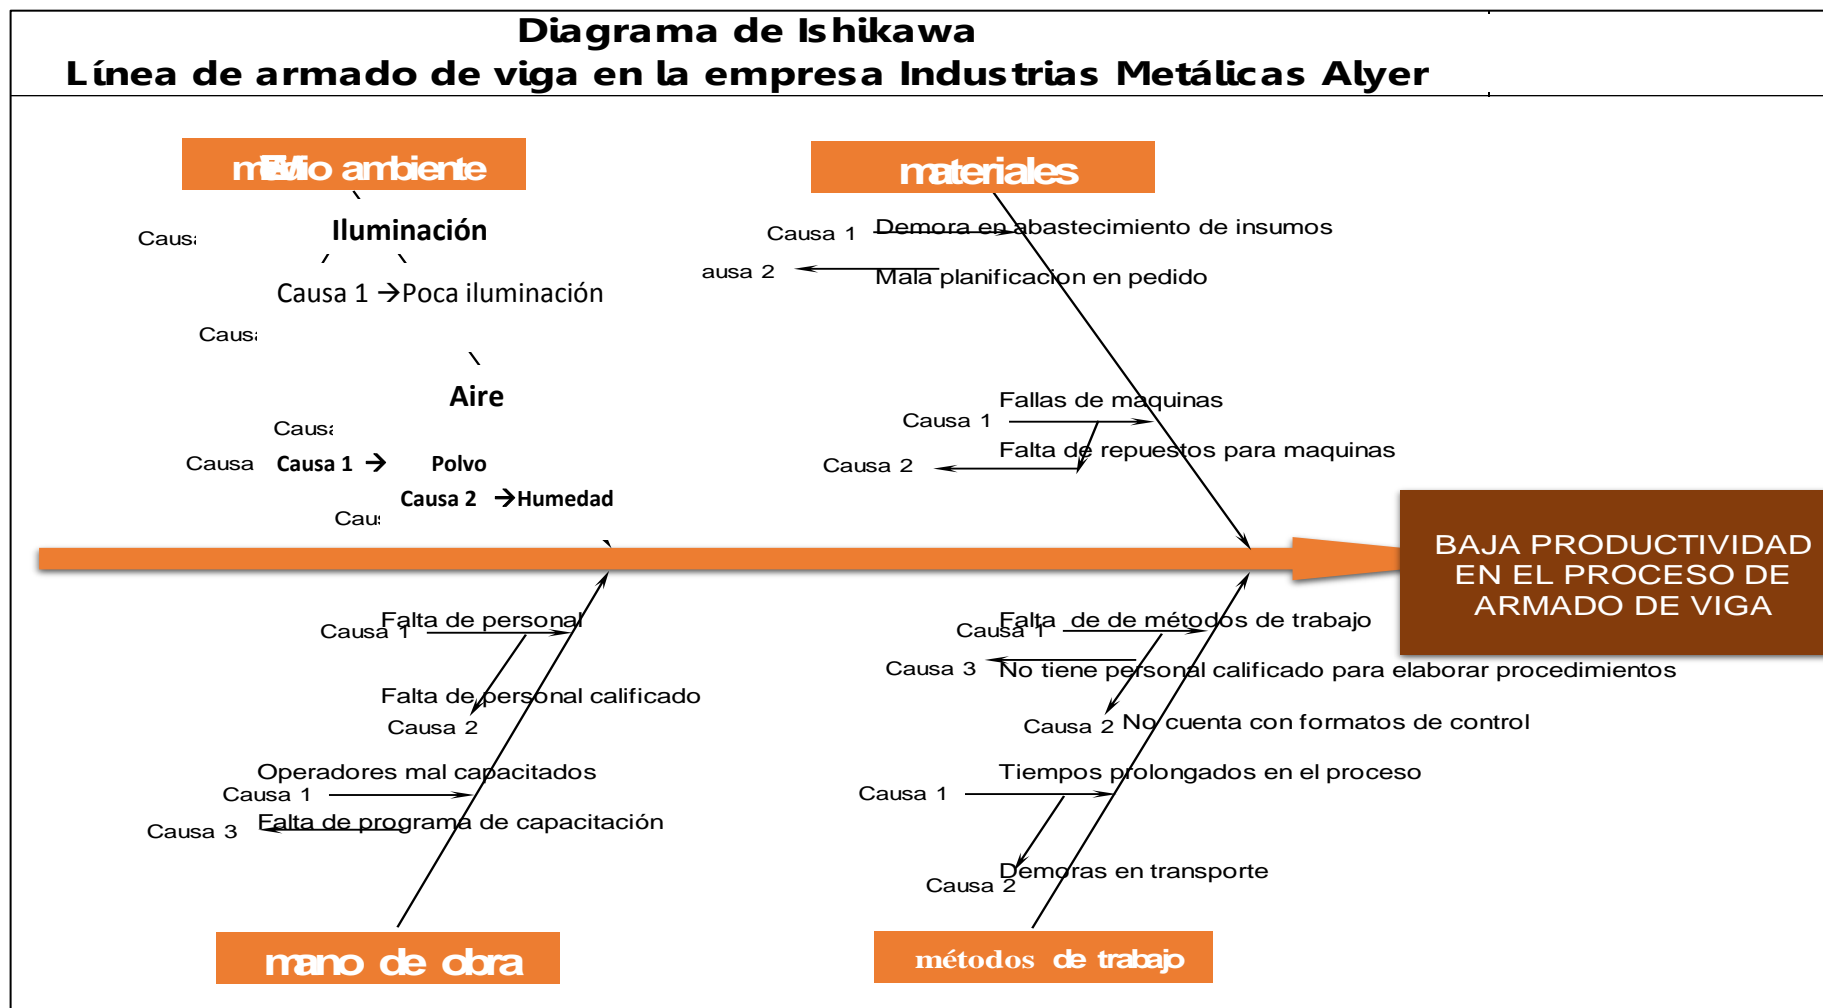 Diagrama de Ishikawa
Línea de armado de viga en la empresa Industrias Metálicas Alyer
ambiente
materiales
Iluminación
Causa 1 →Poca iluminación
Aire
Causa
Causa 1 → Polvo
Causa 2 →Humedad
Causa 1 Demora en abastecimiento de insumos
ausa 2 Mala planificacion en pedido
Fallas de maquinas
Causa 1
Falta de repuestos para maquinas
Causa 2
BAJA PRODUCTIVIDAD
EN EL PROCESO DE
ARMADO DE VIGA
Falta de personal
Causa 1
Falta de personal calificado
Causa 2
Operadores mal capacitados
Causa 1
Falta de programa de capacitación
Causa 3
Falta de de métodos de trabajo
Causa 1
Causa 3 No tiene personal calificado para elaborar procedimientos
Causa 2 No cuenta con formatos de control
Tiempos prolongados en el proceso
Causa 1
Demoras en transporte
Causa 2
mano de obra
métodos de trabajo